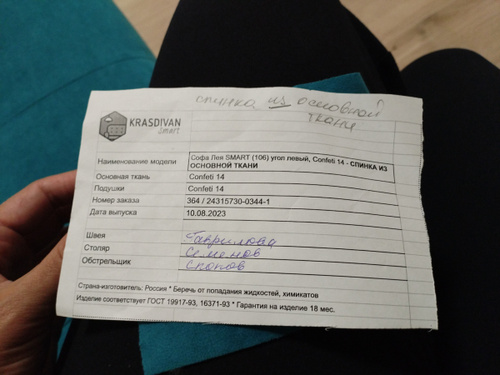 спинка из основной
ткани
KRASDIVAN
Smart
Наименование модели
Софа Лея SMART (106) угол левый, Confeti 14 - СПИНКА ИЗ
ОСНОВНОЙ ТКАНИ
Основная ткань Confeti 14
Подушки Confeti 14
Номер заказа 364 / 24315730-0344-1
Дата выпуска 10.08.2023
Швея Гаврилова
Столяр Семенов
Обстрельщик Скопов
Страна-изготовитель: Россия * Беречь от попадания жидкостей, химикатов
Изделие соответствует ГОСТ 19917-93, 16371-93 * Гарантия на изделие 18 мес.